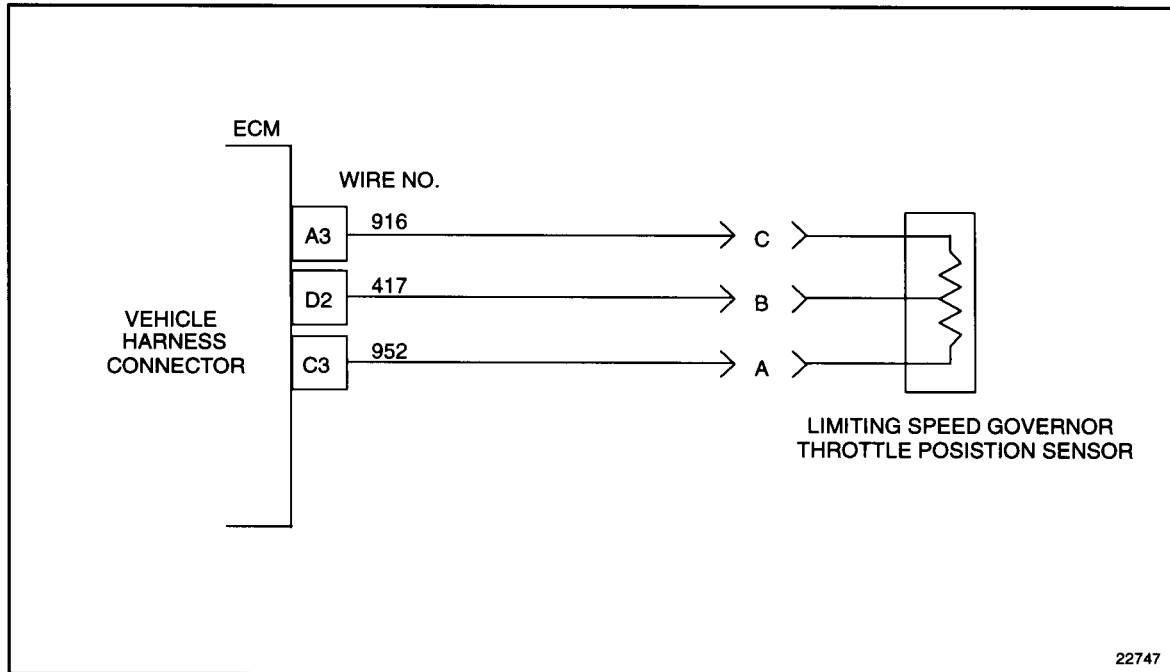 ECM
WIRE NO.
A3
916
C
D2
417
B
C3
952
A
VEHICLE
HARNESS
CONNECTOR
LIMITING SPEED GOVERNOR
THROTTLE POSISTION SENSOR
22747